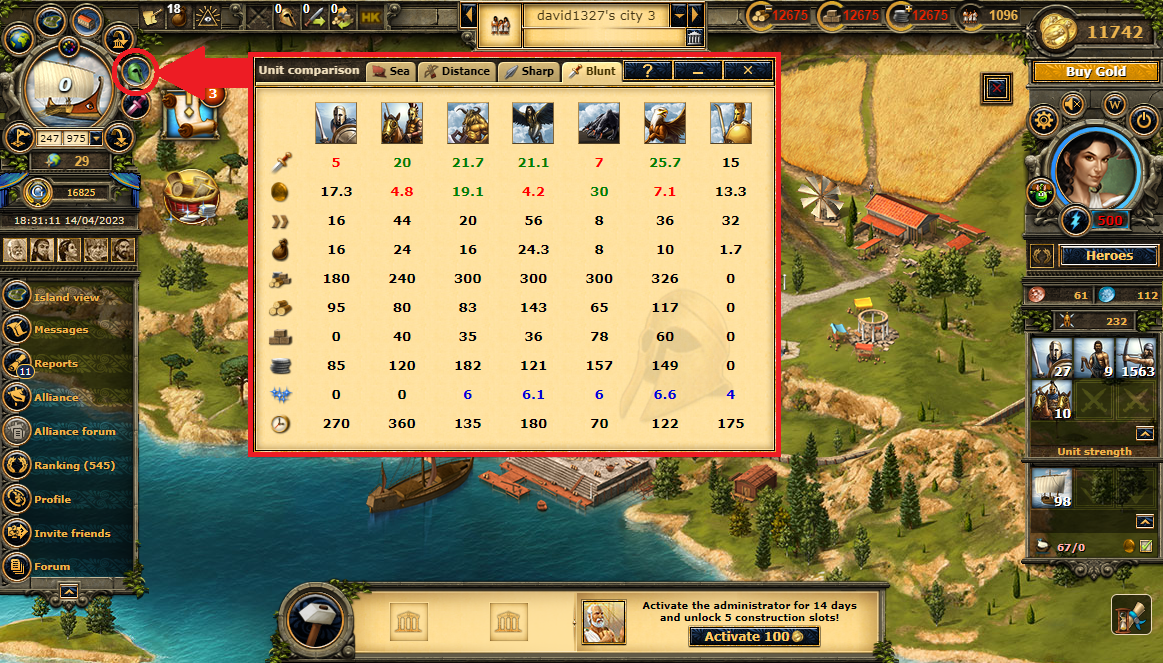 18
0
0
0
HK
david1327's city 3
12675
12675
12675
1096
11742
Buy Gold
W
0
3
247 975
29
16825
18:31:11 14/04/2023
Unit comparison Sea Distance Sharp Blunt ? – ×
5 20 21.7 21.1 7 25.7 15
17.3 4.8 19.1 4.2 30 7.1 13.3
16 44 20 56 8 36 32
16 24 16 24.3 8 10 1.7
180 240 300 300 300 326 0
95 80 83 143 65 117 0
0 40 35 36 78 60 0
85 120 182 121 157 149 0
0 0 6 6.1 6 6.6 4
270 360 135 180 70 122 175
500
Heroes
61 112
232
27 9 1563
10
Unit strength
98
67/0
Island view
Messages
Reports
11
Alliance
Alliance forum
Ranking (545)
Profile
Invite friends
Forum
Activate the administrator for 14 days
and unlock 5 construction slots!
Activate 100